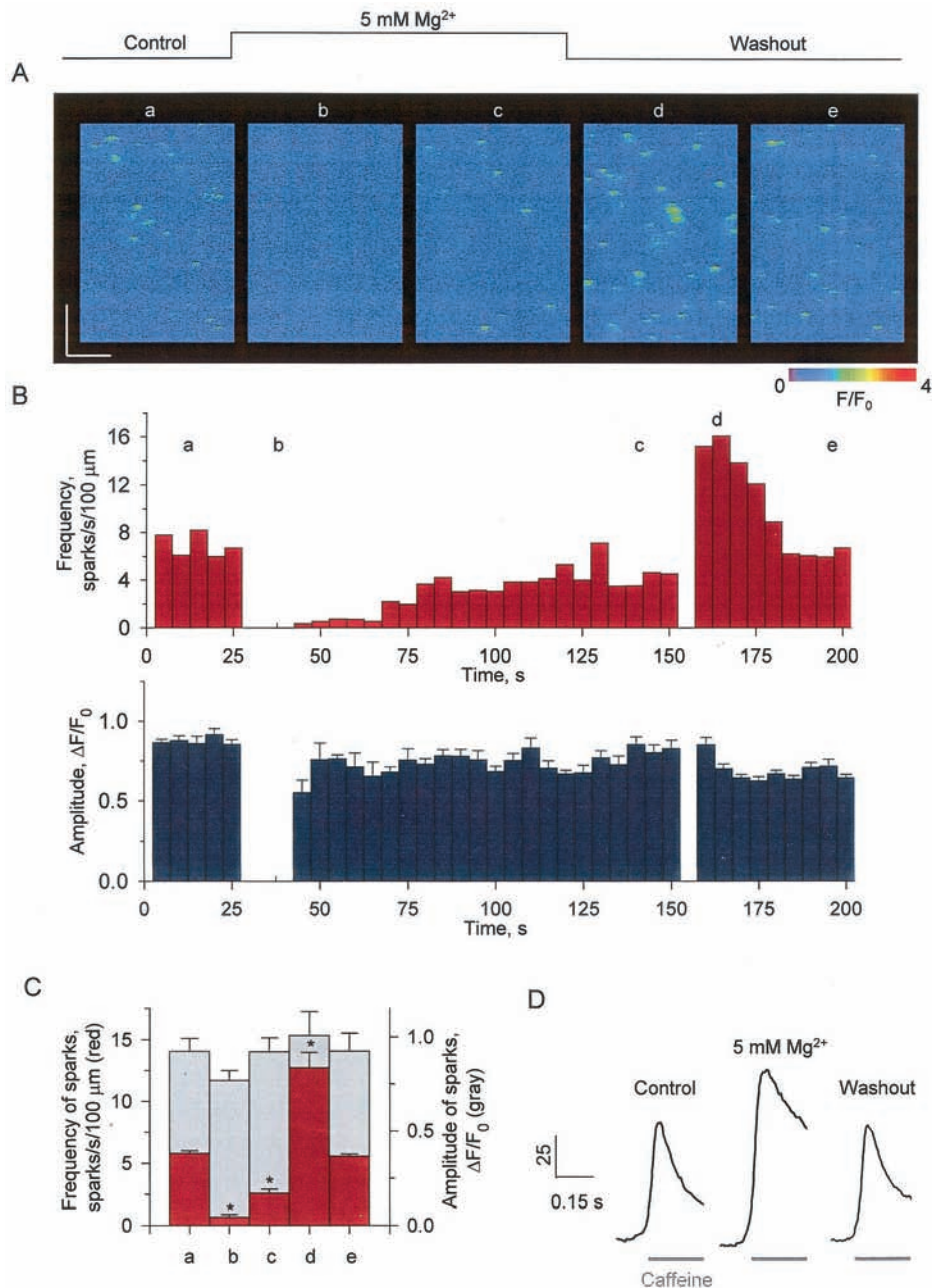 5 mM Mg²⁺
Control
Washout
A
a b c d e
0 4
F/F₀
B
Frequency,
sparks/s/100 μm
16
12
8
4
0
a b c d e
0 25 50 75 100 125 150 175 200
Time, s
Amplitude, ΔF/F₀
1.0
0.5
0.0
0 25 50 75 100 125 150 175 200
Time, s
C
Frequency of sparks,
sparks/s/100 μm (red)
15
10
5
0
* * *
a b c d e
1.0
0.5
0.0
Amplitude of sparks,
ΔF/F₀ (gray)
D
5 mM Mg²⁺
Control
Washout
25
0.15 s
Caffeine